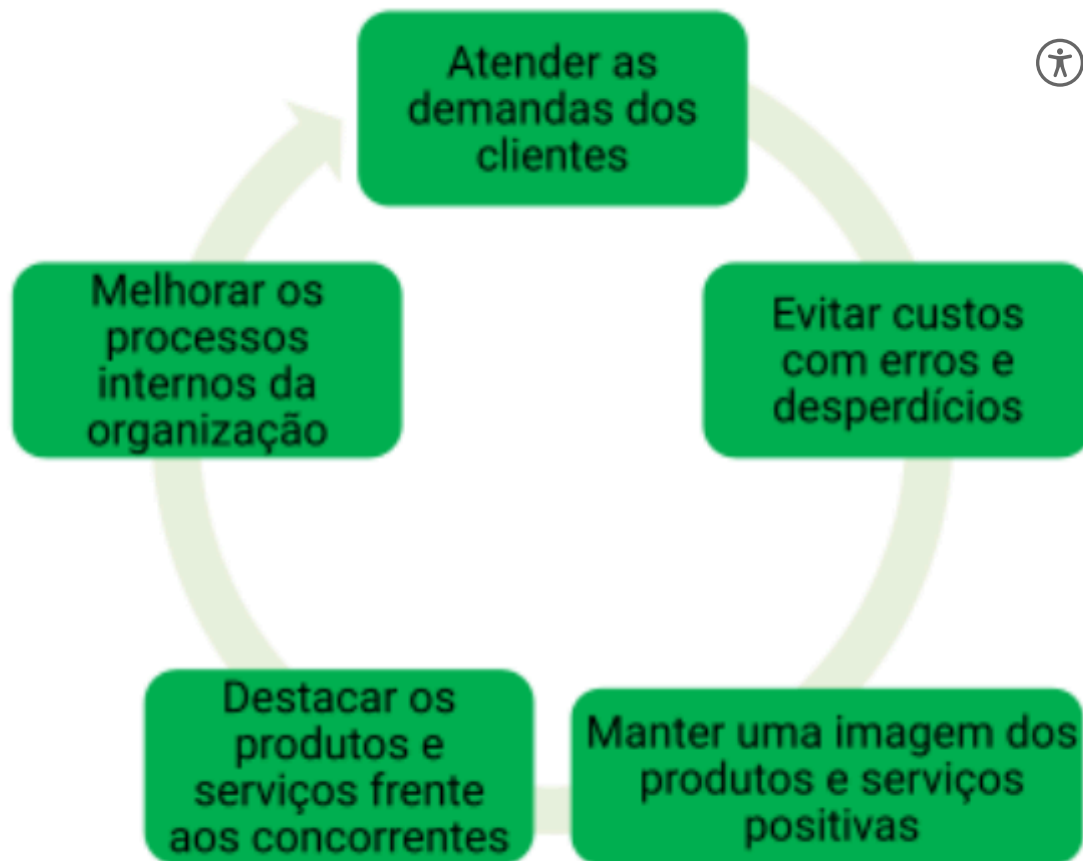 Atender as
demandas dos
clientes
Evitar custos
com erros e
desperdícios
Manter uma imagem dos
produtos e serviços
positivas
Destacar os
produtos e
serviços frente
aos concorrentes
Melhorar os
processos
internos da
organização